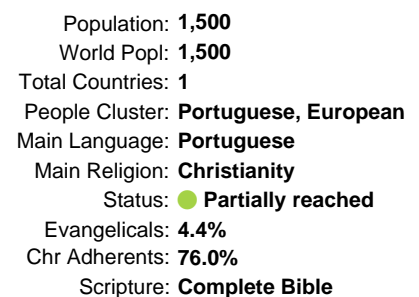 Population: 1,500
World Popl: 1,500
Total Countries: 1
People Cluster: Portuguese, European
Main Language: Portuguese
Main Religion: Christianity
Status: Partially reached
Evangelicals: 4.4%
Chr Adherents: 76.0%
Scripture: Complete Bible